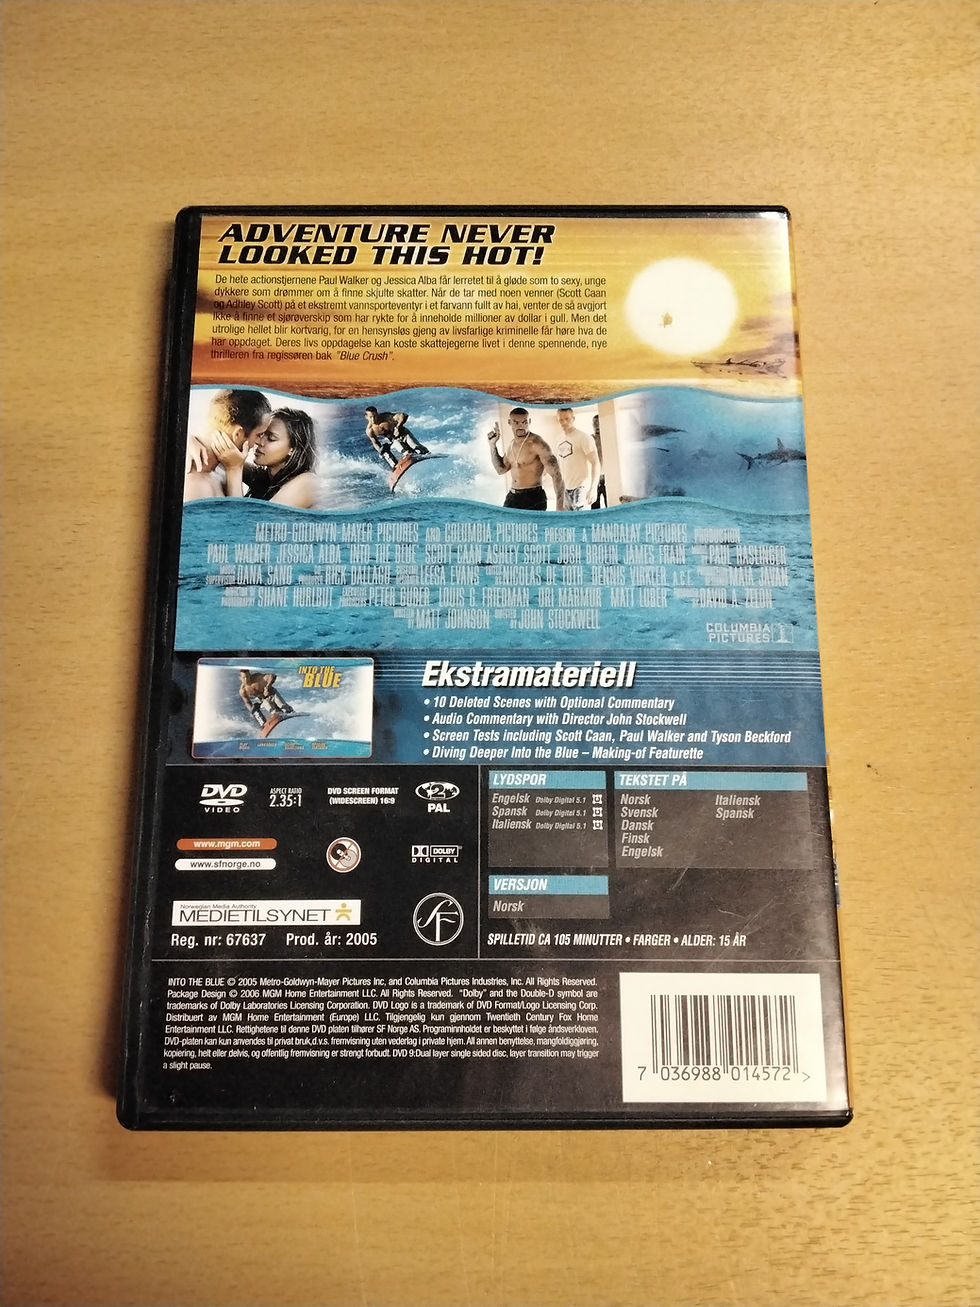 ADVENTURE NEVER
LOOKED THIS HOT!
De hete actionstjernene Paul Walker og Jessica Alba får lerretet til å gløde som to sexy, unge
dykkere som drømmer om å finne skjulte skatter. Når de tar med noen venner (Scott Caan
og Adhley Scott) på et ekstremt vannsporteventyr i et farvann fullt av hai, venter de så avgjort
ikke å finne et sjørøverskip som har rykte for å inneholde millioner av dollar i gull. Men det
utrolige hellet blir kortvarig, for en hensynsløs gjeng av livsfarlige kriminelle får høre hva de
har oppdaget. Deres livs oppdagelse kan koste skattejegerne livet i denne spennende, nye
thrilleren fra regissøren bak "Blue Crush".
METRO-GOLDWYN-MAYER PICTURES AND COLUMBIA PICTURES PRESENT A MANDALAY PICTURES PRODUCTION
PAUL WALKER JESSICA ALBA "INTO THE BLUE" SCOTT CAAN ASHLEY SCOTT JOSH BROLIN JAMES FRAIN PAUL HASLINGER
SUPERVISOR DANA SANO RICK DALLAGO LEESA EVANS NICOLAS DE TOTH DENNIS VIRKLER, A.C.E. MAIA JAVAN
PHOTOGRAPHY SHANE HURLBUT PETER GUBER LOUIS G. FRIEDMAN ORI MARMUR MATT LUBER DAVID A. ZELON
WRITTEN BY MATT JOHNSON DIRECTED BY JOHN STOCKWELL
COLUMBIA
PICTURES
INTO THE
BLUE
Ekstramateriell
• 10 Deleted Scenes with Optional Commentary
• Audio Commentary with Director John Stockwell
• Screen Tests including Scott Caan, Paul Walker and Tyson Beckford
• Diving Deeper Into the Blue – Making-of Featurette
DVD
VIDEO
ASPECT RATIO
2.35:1
DVD SCREEN FORMAT
(WIDESCREEN) 16:9
2
PAL
www.mgm.com
www.sfnorge.no
DOLBY
DIGITAL
LYDSPOR
Engelsk Dolby Digital 5.1
Spansk Dolby Digital 5.1
Italiensk Dolby Digital 5.1
TEKSTET PÅ
Norsk
Svensk
Dansk
Finsk
Engelsk
Italiensk
Spansk
VERSJON
Norsk
Norwegian Media Authority
MEDIETILSYNET
Reg. nr: 67637 Prod. år: 2005
SF
SPILLETID CA 105 MINUTTER • FARGER • ALDER: 15 ÅR
INTO THE BLUE © 2005 Metro-Goldwyn-Mayer Pictures Inc. and Columbia Pictures Industries, Inc. All Rights Reserved.
Package Design © 2006 MGM Home Entertainment LLC. All Rights Reserved. "Dolby" and the Double-D symbol are
trademarks of Dolby Laboratories Licensing Corporation. DVD Logo is a trademark of DVD Format/Logo Licensing Corp.
Distribuert av MGM Home Entertainment (Europe) LLC. Tilgjengelig kun gjennom Twentieth Century Fox Home
Entertainment LLC. Rettighetene til denne DVD platen tilhører SF Norge AS. Programinnholdet er beskyttet i følge åndsverkloven.
DVD-platen kan kun anvendes til privat bruk,d.v.s. fremvisning uten vederlag i private hjem. All annen benyttelse, mangfoldiggjøring,
kopiering, helt eller delvis, og offentlig fremvisning er strengt forbudt. DVD 9:Dual layer single sided disc, layer transition may trigger
a slight pause.
7 036988 014572 >